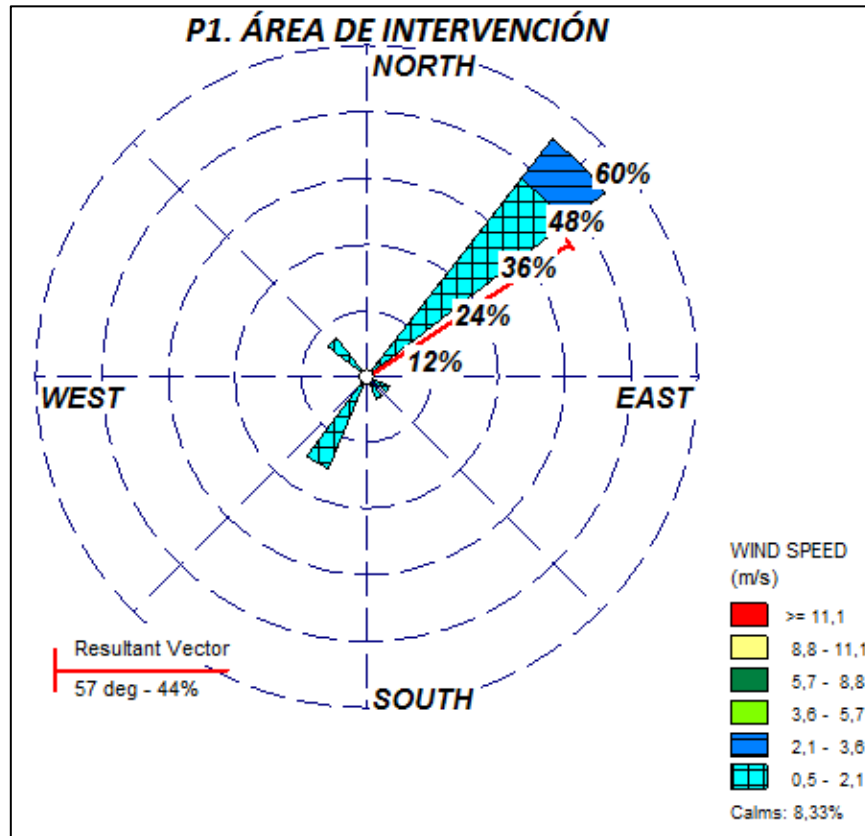 P1. ÁREA DE INTERVENCIÓN
NORTH
60%
48%
36%
24%
12%
WEST
EAST
SOUTH
Resultant Vector
57 deg - 44%
WIND SPEED
(m/s)
>= 11,1
8,8 - 11,1
5,7 - 8,8
3,6 - 5,7
2,1 - 3,6
0,5 - 2,1
Calms: 8,33%